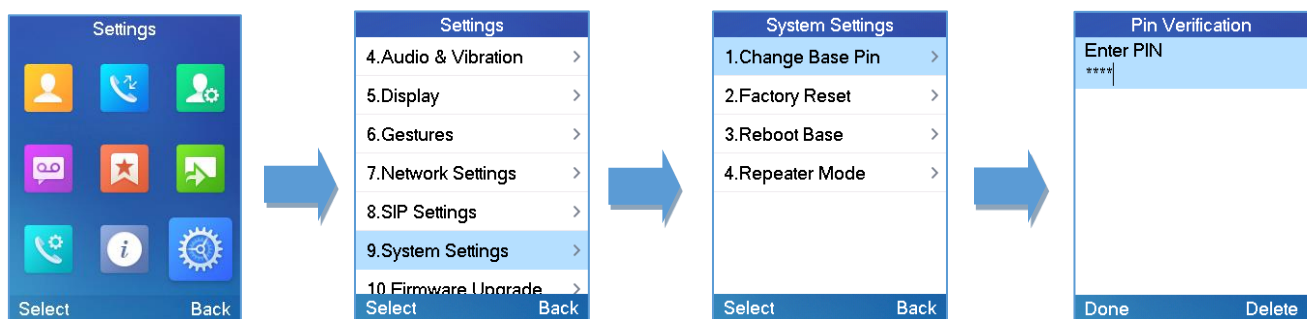 Settings
Select Back
Settings
4.Audio & Vibration
5.Display
6.Gestures
7.Network Settings
8.SIP Settings
9.System Settings
10.Firmware Upgrade
Select Back
System Settings
1.Change Base Pin
2.Factory Reset
3.Reboot Base
4.Repeater Mode
Select Back
Pin Verification
Enter PIN
****
Done Delete